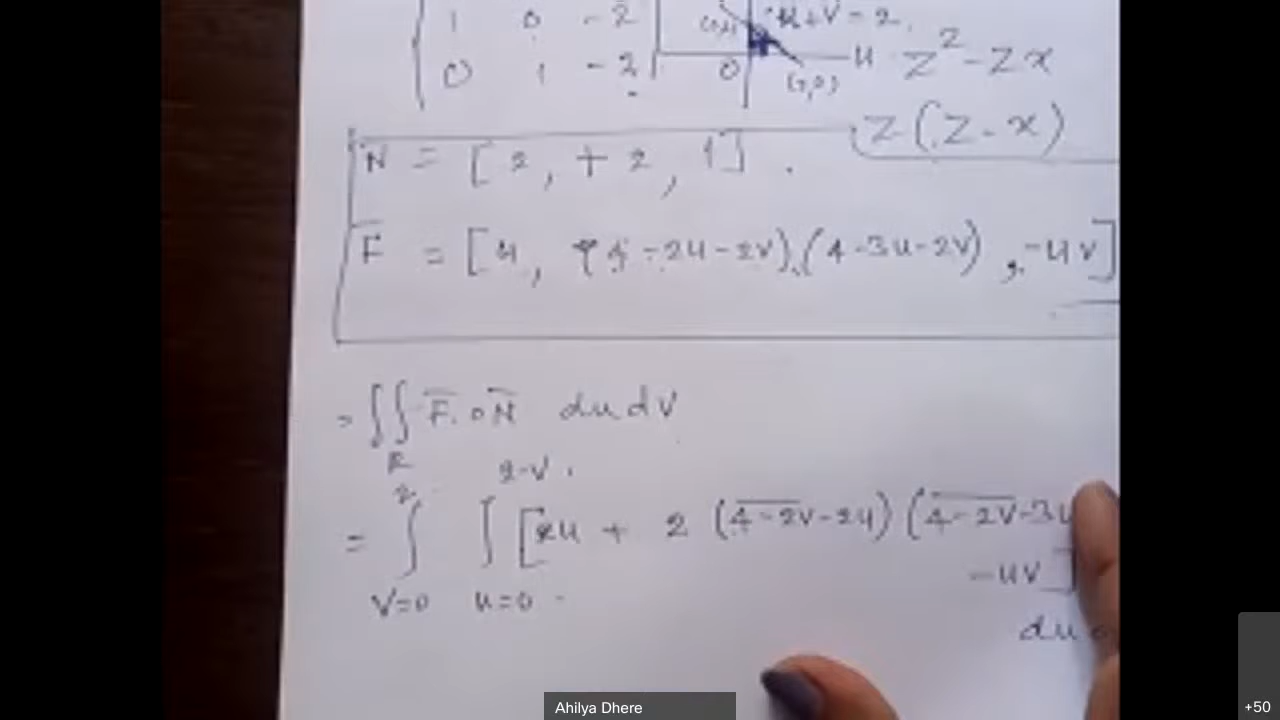 1 0 -2
u+v=2
0 1 -2
0
u
(2,0)
z² - zx
z(z-x)
N̄ = [2, +2, 1].
F̄ = [u, (4-2u-2v).(4-3u-2v), -uv]
= ∬ F̄.∘N̄ du dv
R
2 2-v
= ∫ ∫ [2u + 2 (4-2v-2u) (4-2v-3u
-uv]
v=0 u=0
du
Ahilya Dhere
+50